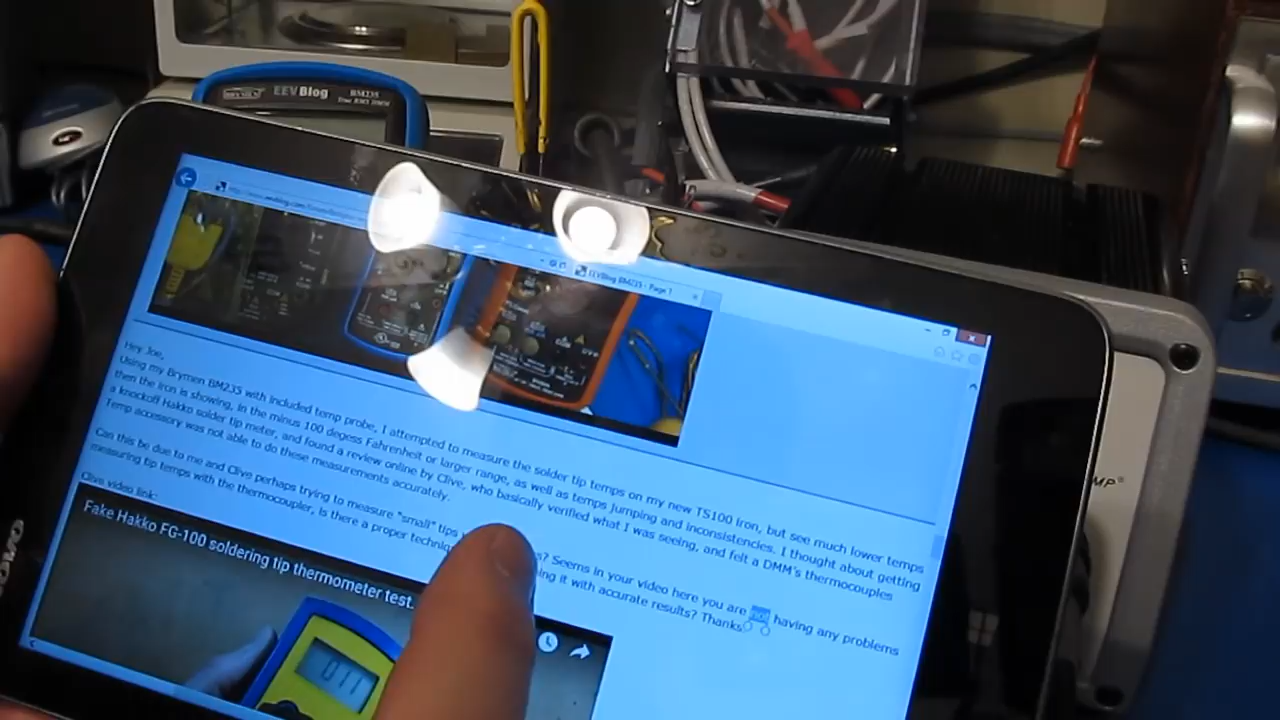 EEVBlog BM235
True RMS DMM
EEVBlog BM235 - Page 1
Hey Joe,
Using my Brymen BM235 with included temp probe, I attempted to measure the solder tip temps on my new TS100 iron, but see much lower temps
then the iron is showing, in the minus 100 degess Fahrenheit or larger range, as well as temps jumping and inconsistencies. I thought about getting
a knockoff Hakko solder tip meter, and found a review online by Clive, who basically verified what I was seeing, and felt a DMM's thermocouples
Temp accessory was not able to do these measurements accurately.
Can this be due to me and Clive perhaps trying to measure "small" tips ? Seems in your video here you are not having any problems
measuring tip temps with the thermocoupler, is there a proper it with accurate results? Thanks
Clive video link:
Fake Hakko FG-100 soldering tip thermometer test.
011